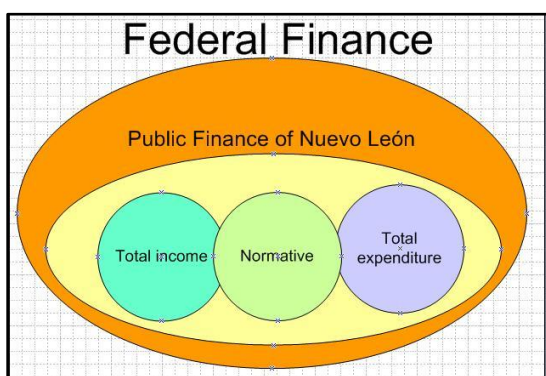 Federal Finance
Public Finance of Nuevo León
Total income
Normative
Total
expenditure